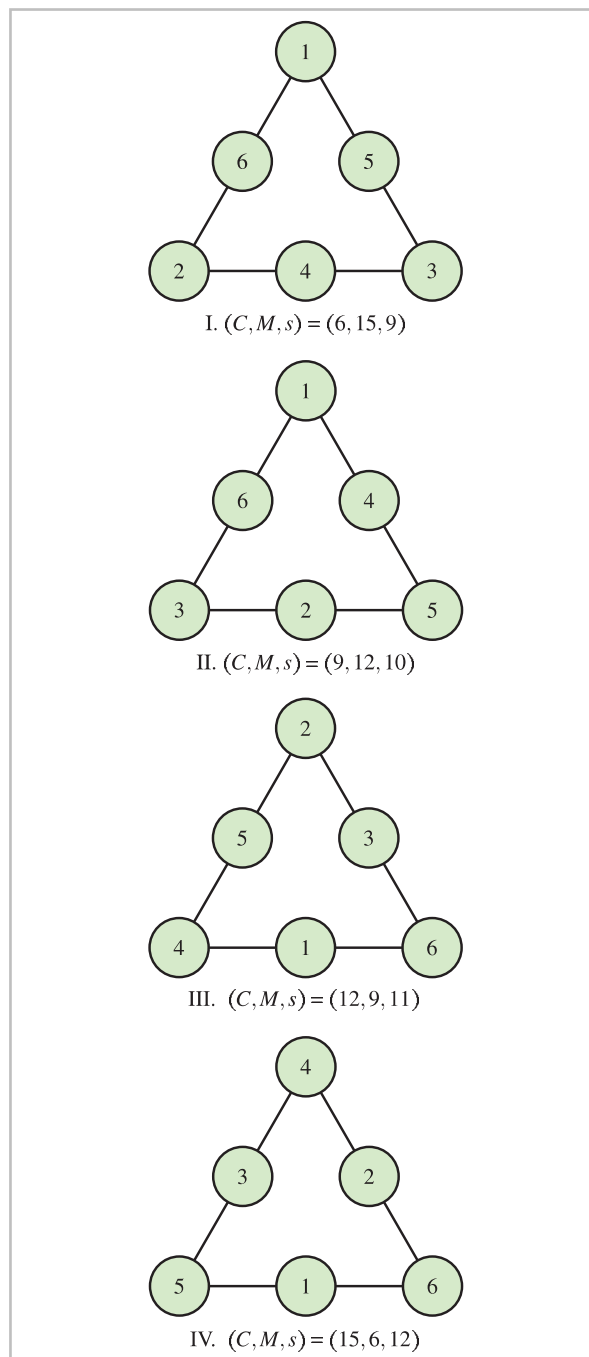 1
6 5
2 4 3
I. (C, M, s) = (6, 15, 9)
1
6 4
3 2 5
II. (C, M, s) = (9, 12, 10)
2
5 3
4 1 6
III. (C, M, s) = (12, 9, 11)
4
3 2
5 1 6
IV. (C, M, s) = (15, 6, 12)